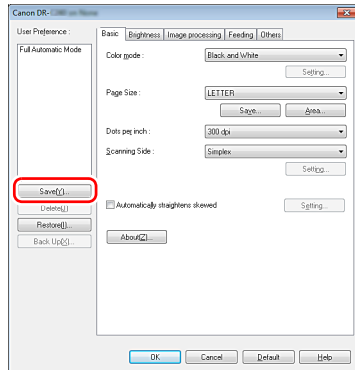 Canon DR-
User Preference :
Full Automatic Mode
Save(Y)...
Delete(J)
Restore(I)...
Back Up(X)...
Basic
Brightness
Image processing
Feeding
Others
Color mode :
Black and White
Setting...
Page Size :
LETTER
Save...
Area...
Dots per inch :
300 dpi
Scanning Side :
Simplex
Setting...
Automatically straightens skewed
Setting...
About(Z)...
OK
Cancel
Default
Help